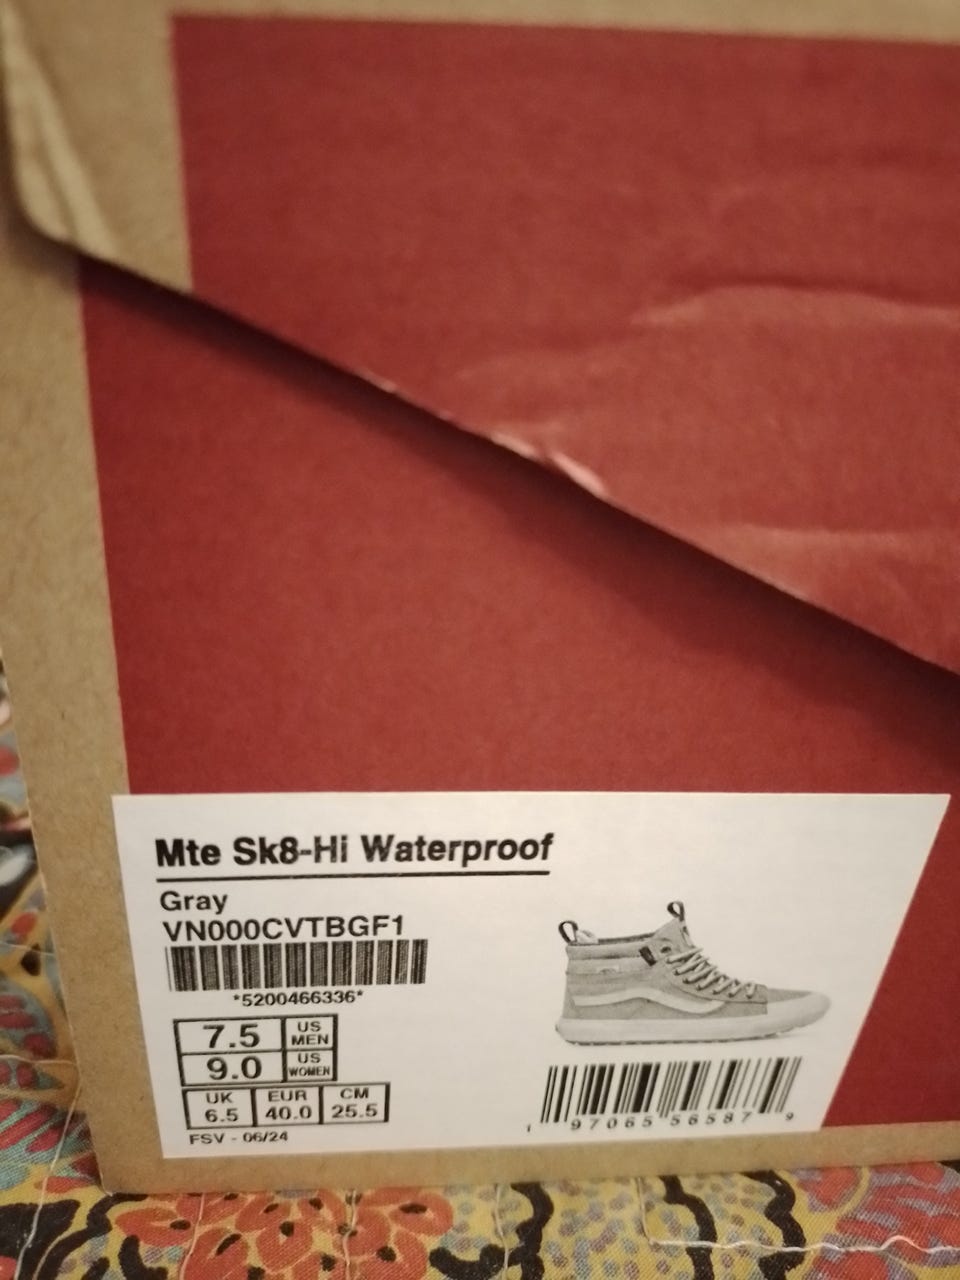 Mte Sk8-Hi Waterproof
Gray
VN000CVTBGF1
*5200466336*
7.5 US MEN
9.0 US WOMEN
UK EUR CM
6.5 40.0 25.5
FSV - 06/24
1 97065 56587 9